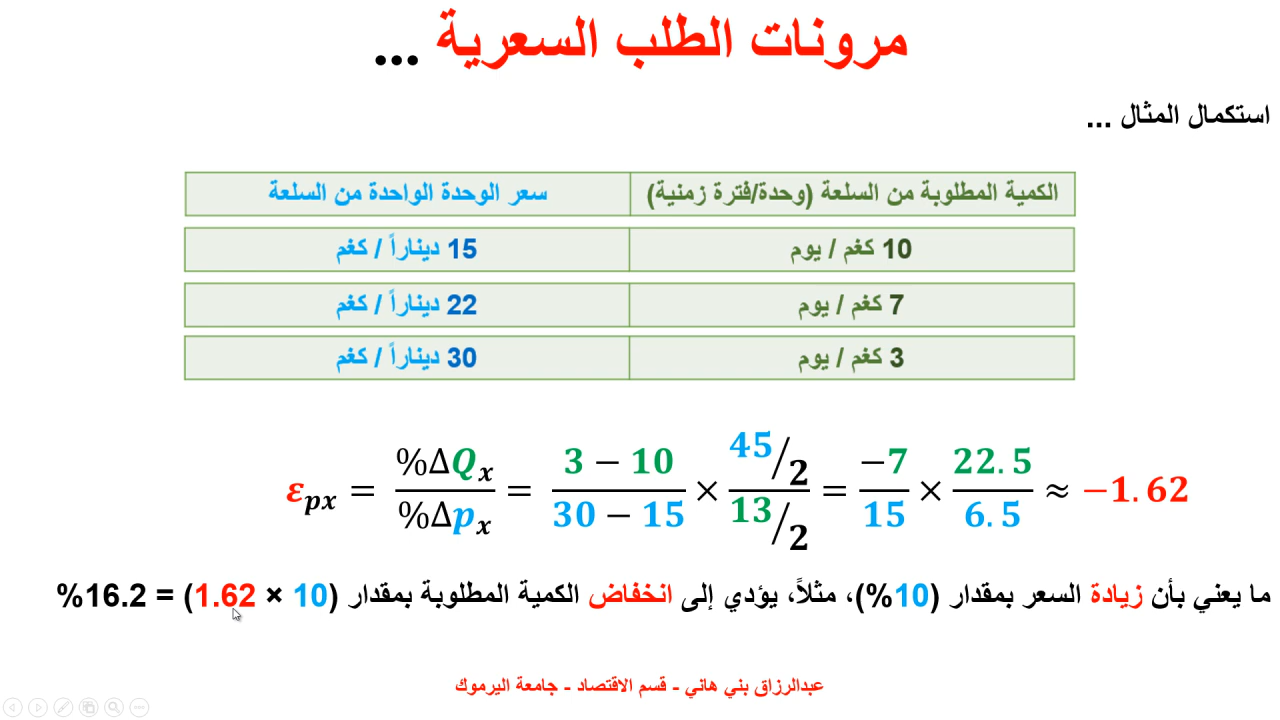 مرونات الطلب السعرية ...
استكمال المثال ...
الكمية المطلوبة من السلعة (وحدة/فترة زمنية) سعر الوحدة الواحدة من السلعة
10 كغم / يوم 15 ديناراً / كغم
7 كغم / يوم 22 ديناراً / كغم
3 كغم / يوم 30 ديناراً / كغم
εpx = %ΔQx / %Δpx = (3 − 10) / (30 − 15) × (45/2) / (13/2) = −7/15 × 22.5/6.5 ≈ −1.62
ما يعني بأن زيادة السعر بمقدار (10%)، مثلاً، يؤدي إلى انخفاض الكمية المطلوبة بمقدار (10 × 1.62) = 16.2%
عبدالرزاق بني هاني - قسم الاقتصاد - جامعة اليرموك